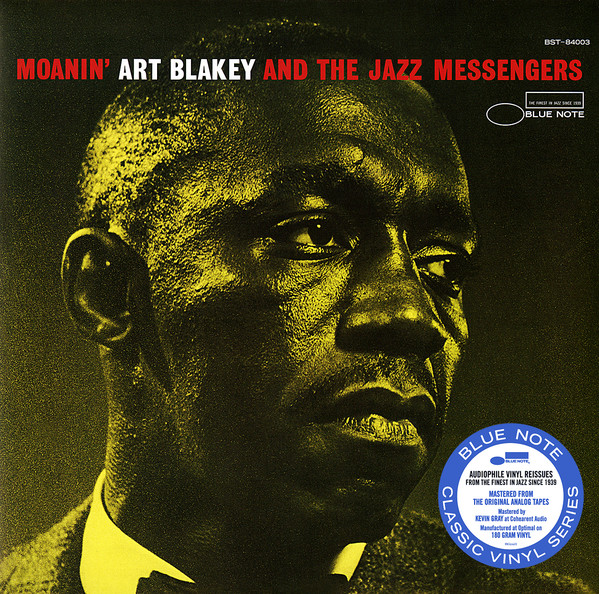 BST-84003
MOANIN' ART BLAKEY AND THE JAZZ MESSENGERS
THE FINEST IN JAZZ SINCE 1939
BLUE NOTE
BLUE NOTE
BLUE NOTE
AUDIOPHILE VINYL REISSUES
FROM THE FINEST IN JAZZ SINCE 1939
MASTERED FROM
THE ORIGINAL ANALOG TAPES
Mastered by
KEVIN GRAY at Cohearent Audio
Manufactured at Optimal on
180 GRAM VINYL
CLASSIC VINYL SERIES